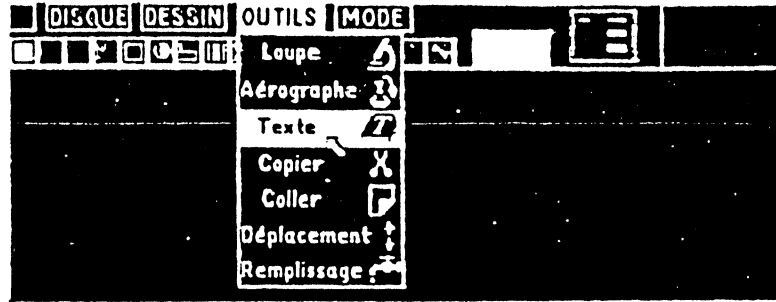 DISQUE DESSIN OUTILS MODE
Loupe
Aérographe
Texte
Copier
Coller
Déplacement
Remplissage